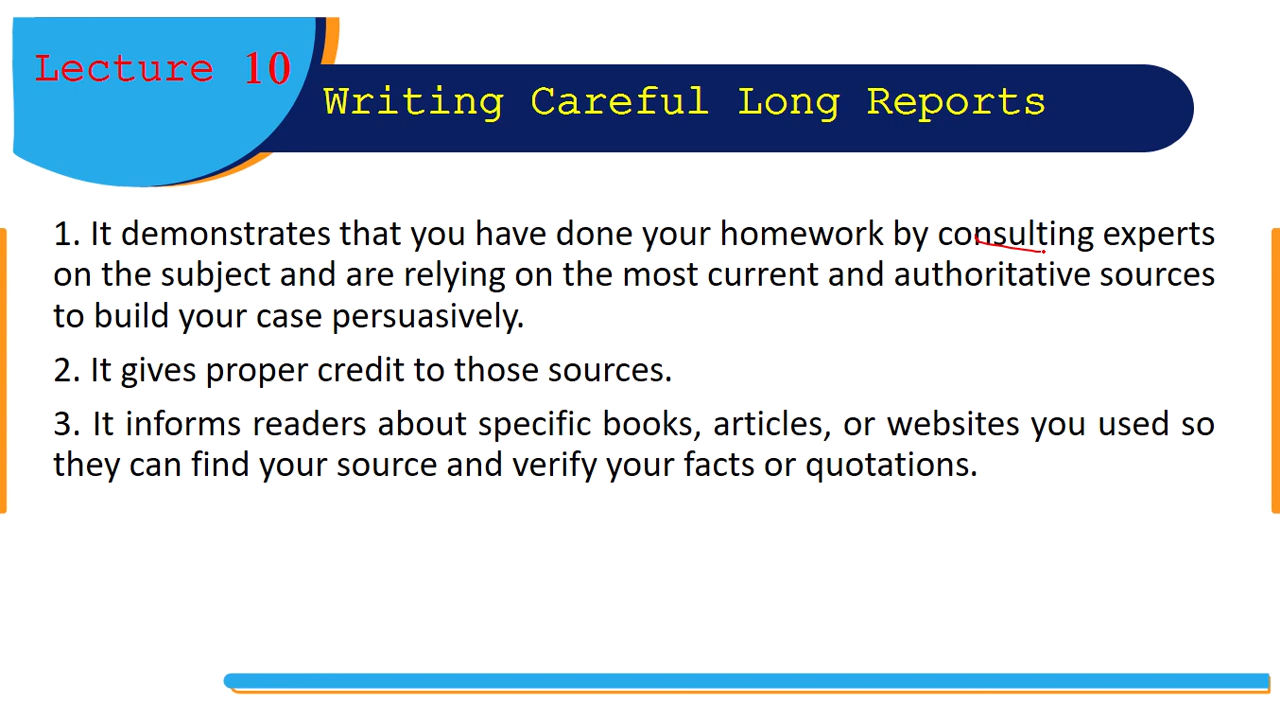 Lecture 10
Writing Careful Long Reports
1. It demonstrates that you have done your homework by consulting experts
on the subject and are relying on the most current and authoritative sources
to build your case persuasively.
2. It gives proper credit to those sources.
3. It informs readers about specific books, articles, or websites you used so
they can find your source and verify your facts or quotations.